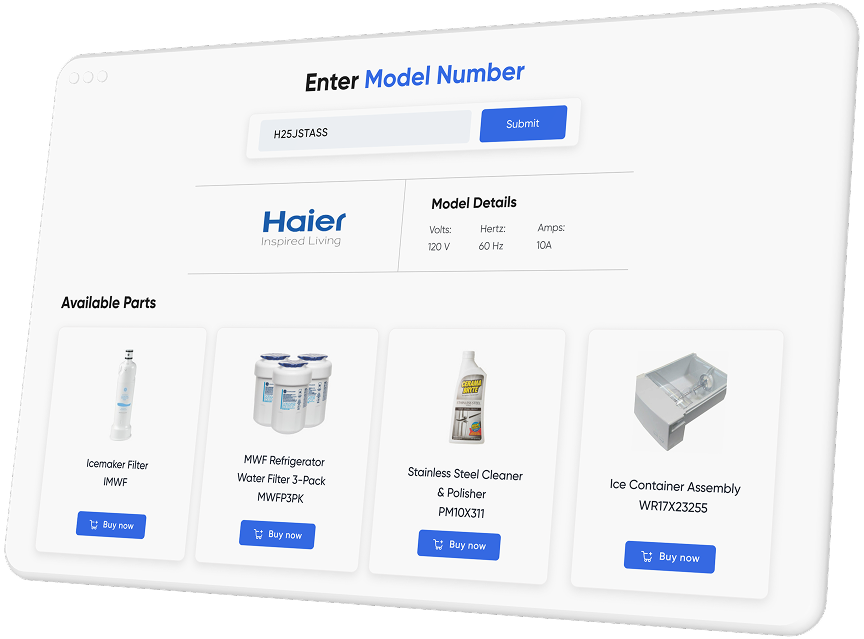 Enter Model Number
H25JSTASS
Submit
Haier
Inspired Living
Model Details
Volts:
Hertz:
Amps:
120 V
60 Hz
10A
Available Parts
Icemaker Filter
IMWF
Buy now
MWF Refrigerator
Water Filter 3-Pack
MWFP3PK
Buy now
CERAMA
BRYTE
Stainless Steel Cleaner
& Polisher
PM10X311
Buy now
Ice Container Assembly
WR17X23255
Buy now